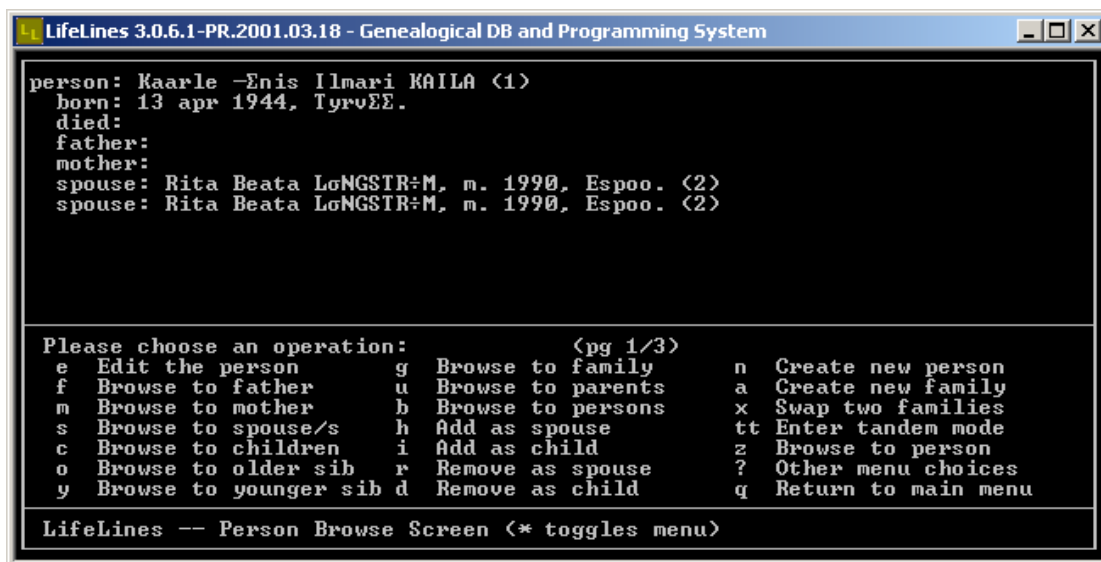 LifeLines 3.0.6.1-PR.2001.03.18 - Genealogical DB and Programming System
person: Kaarle ─Σnis Ilmari KAILA (1)
born: 13 apr 1944, TyrvΣΣ.
died:
father:
mother:
spouse: Rita Beata LσNGSTR÷M, m. 1990, Espoo. (2)
spouse: Rita Beata LσNGSTR÷M, m. 1990, Espoo. (2)
Please choose an operation: (pg 1/3)
e Edit the person g Browse to family n Create new person
f Browse to father u Browse to parents a Create new family
m Browse to mother b Browse to persons x Swap two families
s Browse to spouse/s h Add as spouse tt Enter tandem mode
c Browse to children i Add as child z Browse to person
o Browse to older sib r Remove as spouse ? Other menu choices
y Browse to younger sib d Remove as child q Return to main menu
LifeLines -- Person Browse Screen (* toggles menu)